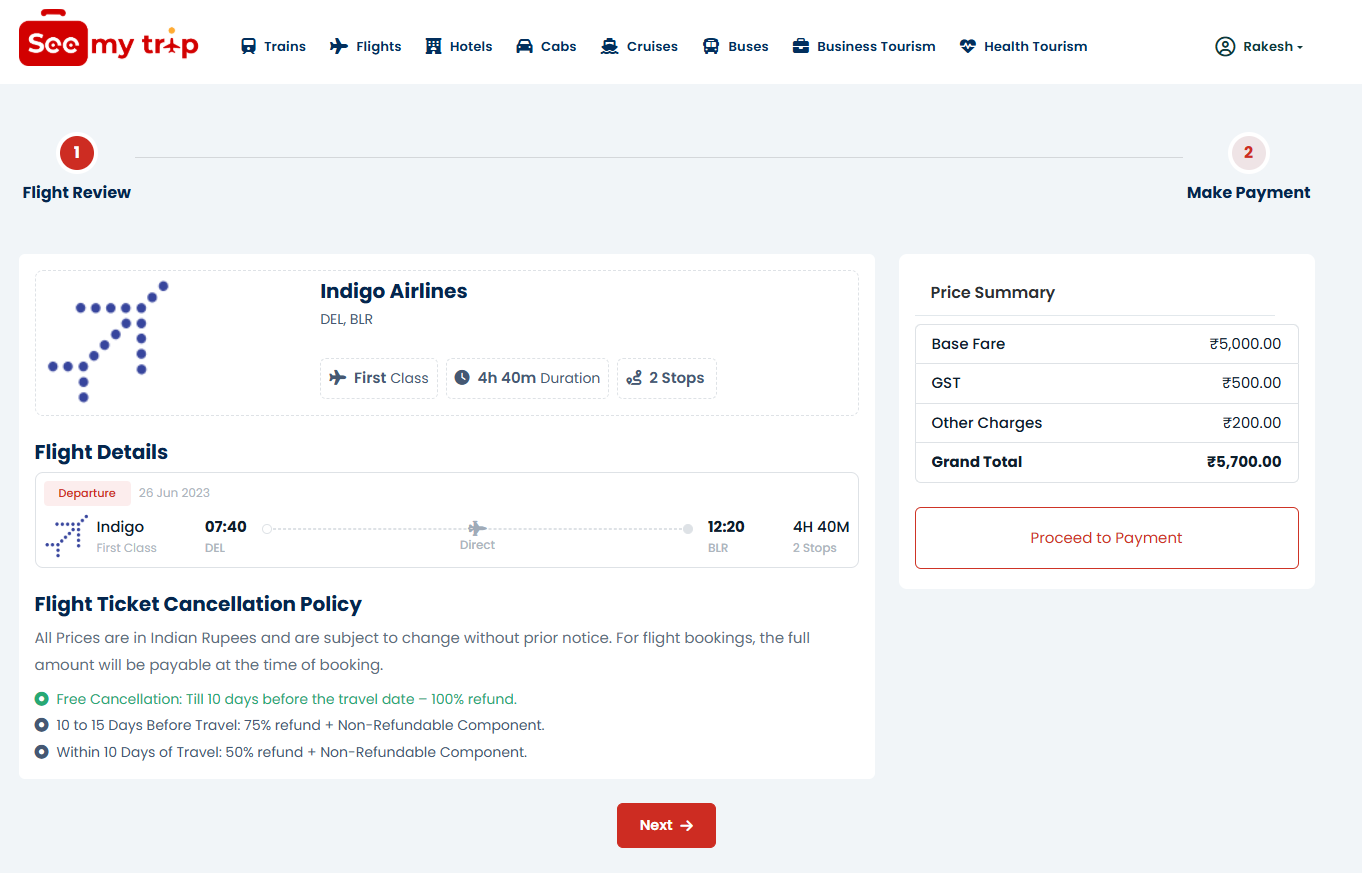 See my trip Trains Flights Hotels Cabs Cruises Buses Business Tourism Health Tourism Rakesh
1
2
Flight Review
Make Payment
Indigo Airlines
DEL, BLR
First Class 4h 40m Duration 2 Stops
Flight Details
Departure 26 Jun 2023
Indigo 07:40 12:20 4H 40M
First Class DEL Direct BLR 2 Stops
Flight Ticket Cancellation Policy
All Prices are in Indian Rupees and are subject to change without prior notice. For flight bookings, the full
amount will be payable at the time of booking.
Free Cancellation: Till 10 days before the travel date – 100% refund.
10 to 15 Days Before Travel: 75% refund + Non-Refundable Component.
Within 10 Days of Travel: 50% refund + Non-Refundable Component.
Price Summary
Base Fare ₹5,000.00
GST ₹500.00
Other Charges ₹200.00
Grand Total ₹5,700.00
Proceed to Payment
Next